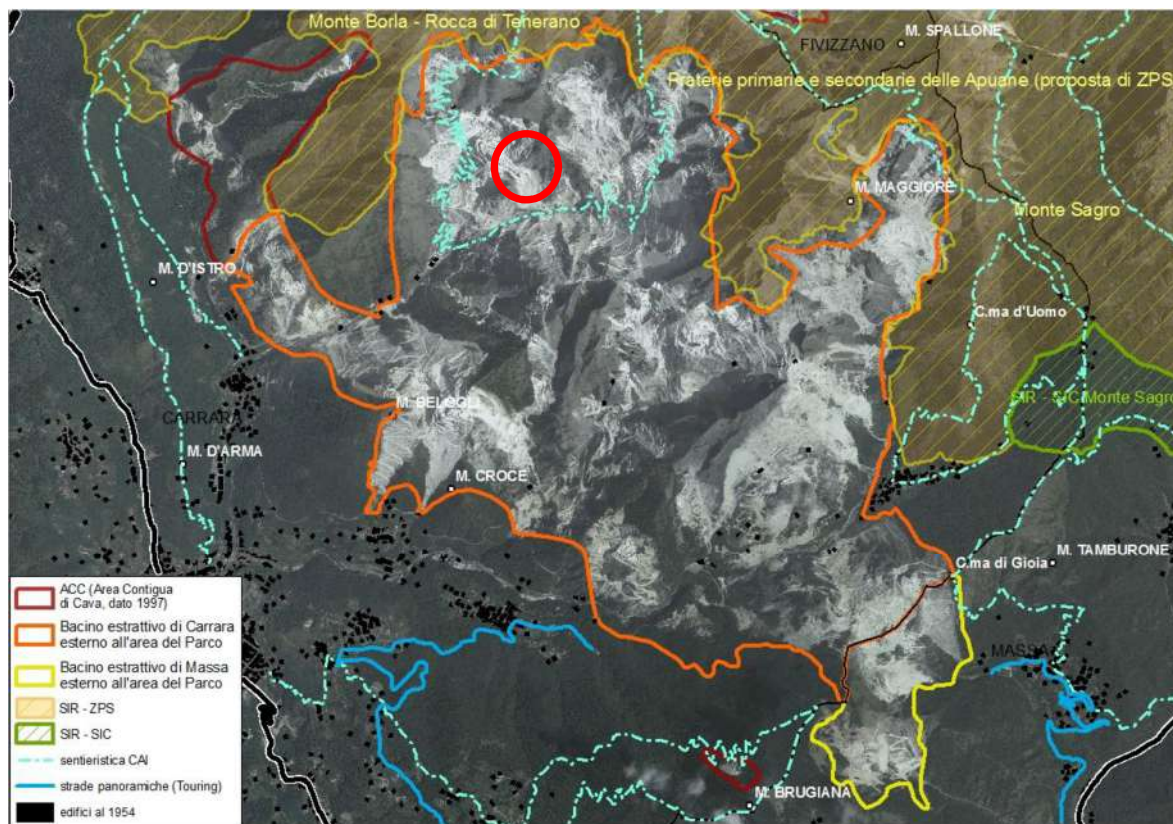 Monte Borla - Rocca di Tenerano
M. SPALLONE
FIVIZZANO
Praterie primarie e secondarie delle Apuane (proposta di ZPS
M. MAGGIORE
Monte Sagro
M. D'ISTRO
C.ma d'Uomo
SIR - SIC Monte Sagro
CARRARA
M. D'ARMA
M. CROCE
M. TAMBURONE
C.ma di Gioia
MASSA
M. BRUGIANA
ACC (Area Contigua
di Cava, dato 1997)
Bacino estrattivo di Carrara
esterno all'area del Parco
Bacino estrattivo di Massa
esterno all'area del Parco
SIR - ZPS
SIR - SIC
sentieristica CAI
strade panoramiche (Touring)
edifici al 1954